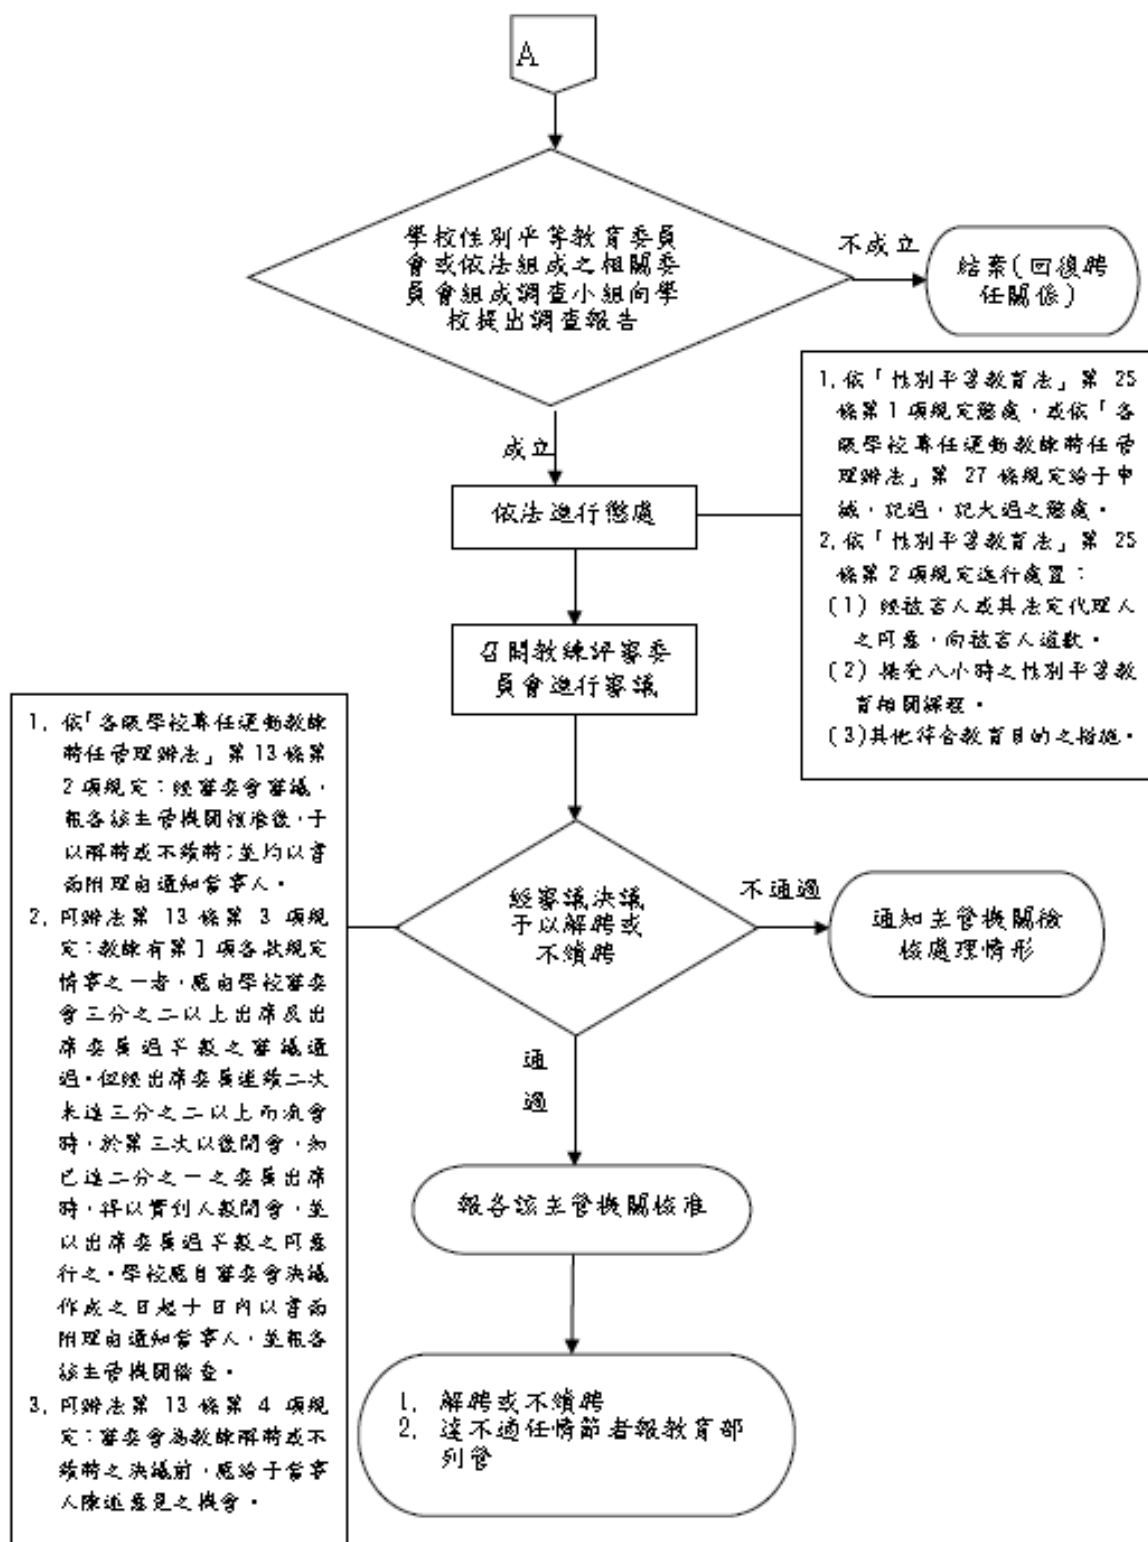 A
學校性別平等教育委員
會或依法組成之相關委
員會組成調查小組向學
校提出調查報告
不成立
結案(回復聘
任關係)
成立
依法進行懲處
1. 依「性別平等教育法」第 25
條第 1 項規定懲處，或依「各
級學校專任運動教練聘任管
理辦法」第 27 條規定給予申
誡，記過，記大過之懲處。
2. 依「性別平等教育法」第 25
條第 2 項規定進行處置：
(1) 經被害人或其法定代理人
之同意，向被害人道歉。
(2) 接受八小時之性別平等教
育相關課程。
(3)其他符合教育目的之措施。
召開教練評審委
員會進行審議
1. 依「各級學校專任運動教練
聘任管理辦法」第 13 條第
2 項規定：經審委會審議，
報各該主管機關核准後，予
以解聘或不續聘；並均以書
面附理由通知當事人。
2. 同辦法第 13 條第 3 項規
定：教練有第 1 項各款規定
情事之一者，應由學校審委
會三分之二以上出席及出
席委員過半數之審議通
過。但經出席委員連續二次
未達三分之二以上而流會
時，於第三次以後開會，如
已達二分之一之委員出席
時，得以實到人數開會，並
以出席委員過半數之同意
行之。學校應自審委會決議
作成之日起十日內以書面
附理由通知當事人，並報各
該主管機關備查。
3. 同辦法第 13 條第 4 項規
定：審委會為教練解聘或不
續聘之決議前，應給予當事
人陳述意見之機會。
經審議決議
予以解聘或
不續聘
不通過
通知主管機關檢
核處理情形
通
過
報各該主管機關核准
1. 解聘或不續聘
2. 達不適任情節者報教育部
列管